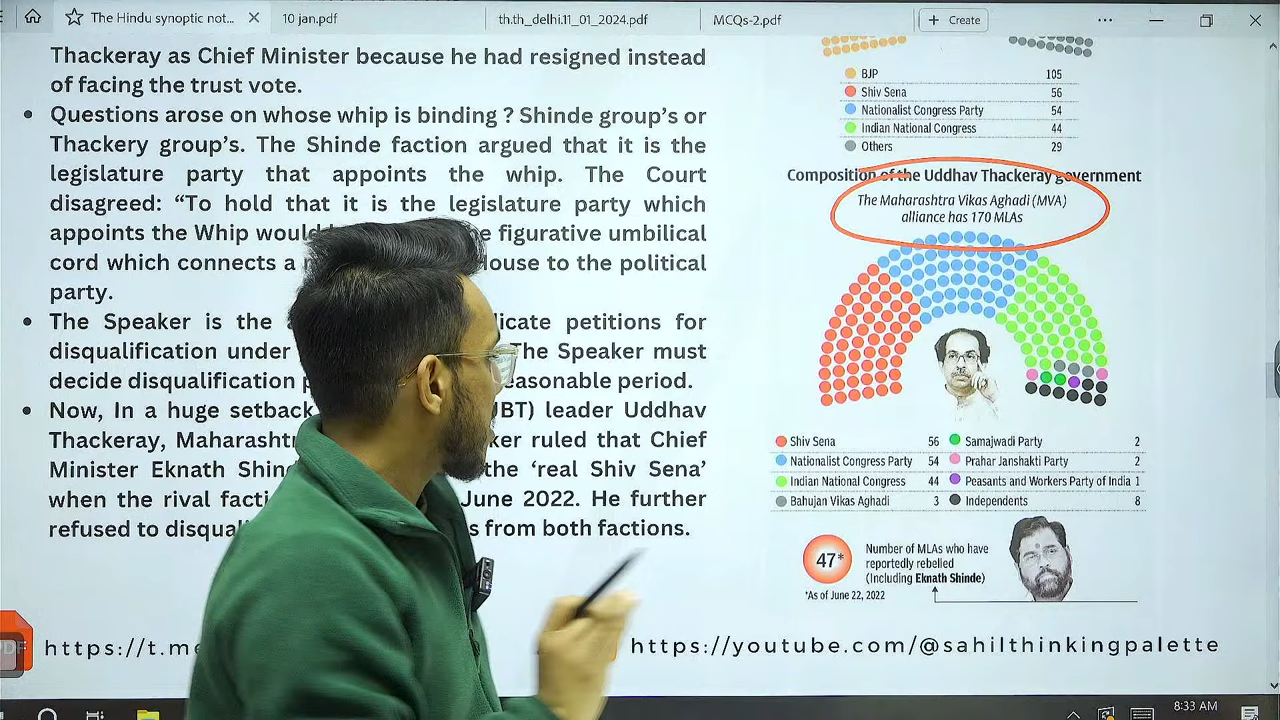 The Hindu synoptic not...
10 jan.pdf
th.th_delhi.11_01_2024.pdf
MCQs-2.pdf
+ Create
Thackeray as Chief Minister because he had resigned instead
of facing the trust vote.
• Questions arose on whose whip is binding ? Shinde group's or
Thackery group's. The Shinde faction argued that it is the
legislature party that appoints the whip. The Court
disagreed: “To hold that it is the legislature party which
appoints the Whip would figurative umbilical
cord which connects a House to the political
party.
• The Speaker is the petitions for
disqualification under The Speaker must
decide disqualification reasonable period.
• Now, In a huge setback (UBT) leader Uddhav
Thackeray, ruled that Chief
Minister Eknath the ‘real Shiv Sena’
when the rival June 2022. He further
refused to from both factions.
BJP 105
Shiv Sena 56
Nationalist Congress Party 54
Indian National Congress 44
Others 29
Composition of the Uddhav Thackeray government
The Maharashtra Vikas Aghadi (MVA)
alliance has 170 MLAs
Shiv Sena 56 Samajwadi Party 2
Nationalist Congress Party 54 Prahar Janshakti Party 2
Indian National Congress 44 Peasants and Workers Party of India 1
Bahujan Vikas Aghadi 3 Independents 8
47*
Number of MLAs who have
reportedly rebelled
(Including Eknath Shinde)
*As of June 22, 2022
https://t.me
https://youtube.com/@sahilthinkingpalette
8:33 AM